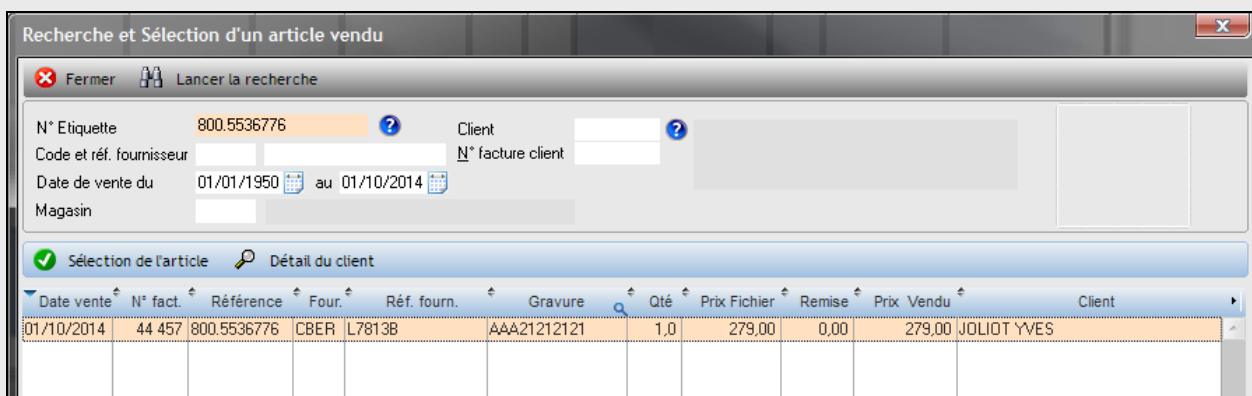 Recherche et Sélection d'un article vendu
X
Fermer Lancer la recherche
N° Etiquette 800.5536776 ? Client ?
Code et réf. fournisseur N° facture client
Date de vente du 01/01/1950 au 01/10/2014
Magasin
Sélection de l'article Détail du client
Date vente N° fact. Référence Four. Réf. fourn. Gravure Qté Prix Fichier Remise Prix Vendu Client
01/10/2014 44 457 800.5536776 CBER L7813B AAA21212121 1,0 279,00 0,00 279,00 JOLIOT YVES